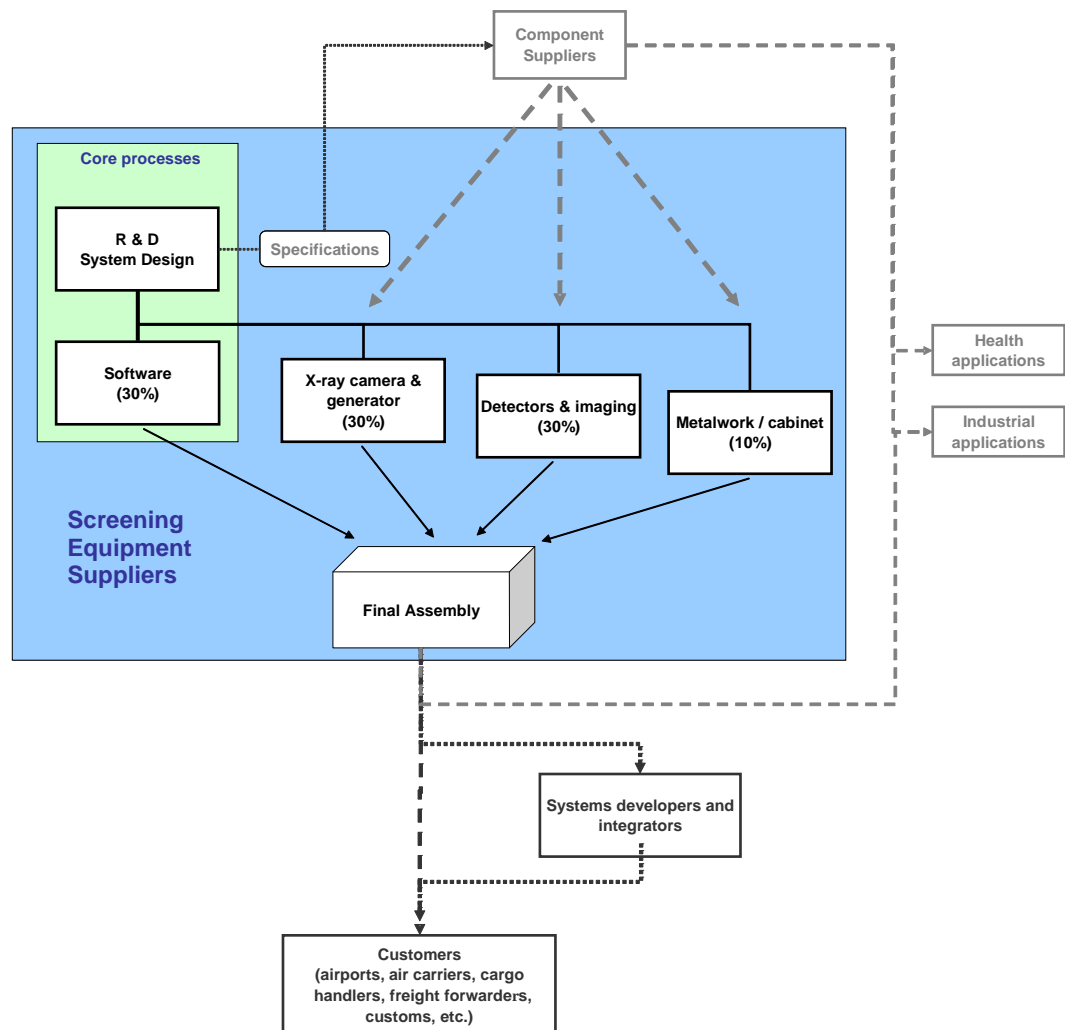 Component
Suppliers
Core processes
R & D
System Design
Specifications
Software
(30%)
X-ray camera &
generator
(30%)
Detectors & imaging
(30%)
Metalwork / cabinet
(10%)
Health
applications
Industrial
applications
Screening
Equipment
Suppliers
Final Assembly
Systems developers and
integrators
Customers
(airports, air carriers, cargo
handlers, freight forwarders,
customs, etc.)